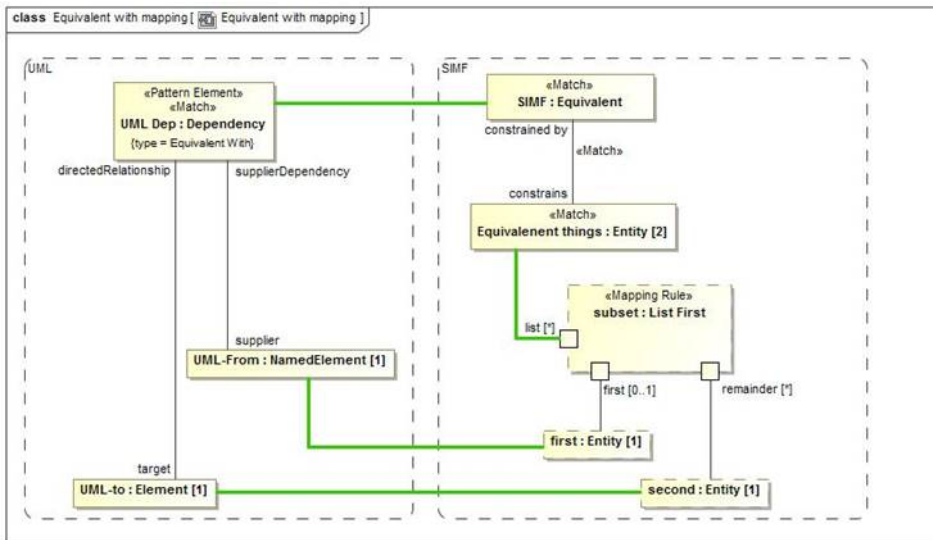 class Equivalent with mapping [ Equivalent with mapping ]
UML
SIMF
«Pattern Element»
«Match»
UML Dep : Dependency
{type = Equivalent With}
«Match»
SIMF : Equivalent
constrained by
«Match»
directedRelationship
supplierDependency
constrains
«Match»
Equivalenent things : Entity [2]
«Mapping Rule»
subset : List First
list [*]
supplier
UML-From : NamedElement [1]
first [0..1]
remainder [*]
first : Entity [1]
target
UML-to : Element [1]
second : Entity [1]